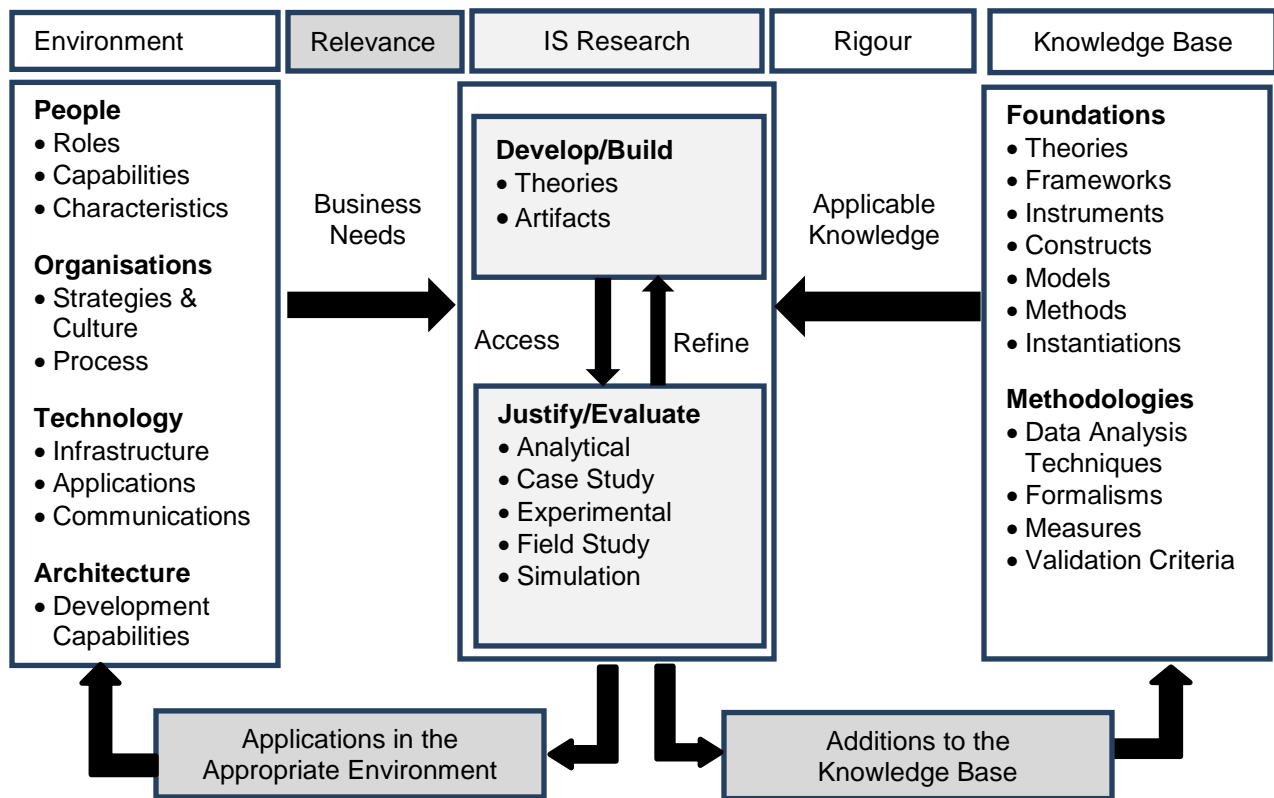 Environment
Relevance
IS Research
Rigour
Knowledge Base
People
• Roles
• Capabilities
• Characteristics
Organisations
• Strategies &
Culture
• Process
Technology
• Infrastructure
• Applications
• Communications
Architecture
• Development
Capabilities
Business
Needs
Develop/Build
• Theories
• Artifacts
Access
Refine
Justify/Evaluate
• Analytical
• Case Study
• Experimental
• Field Study
• Simulation
Applicable
Knowledge
Foundations
• Theories
• Frameworks
• Instruments
• Constructs
• Models
• Methods
• Instantiations
Methodologies
• Data Analysis
Techniques
• Formalisms
• Measures
• Validation Criteria
Applications in the
Appropriate Environment
Additions to the
Knowledge Base